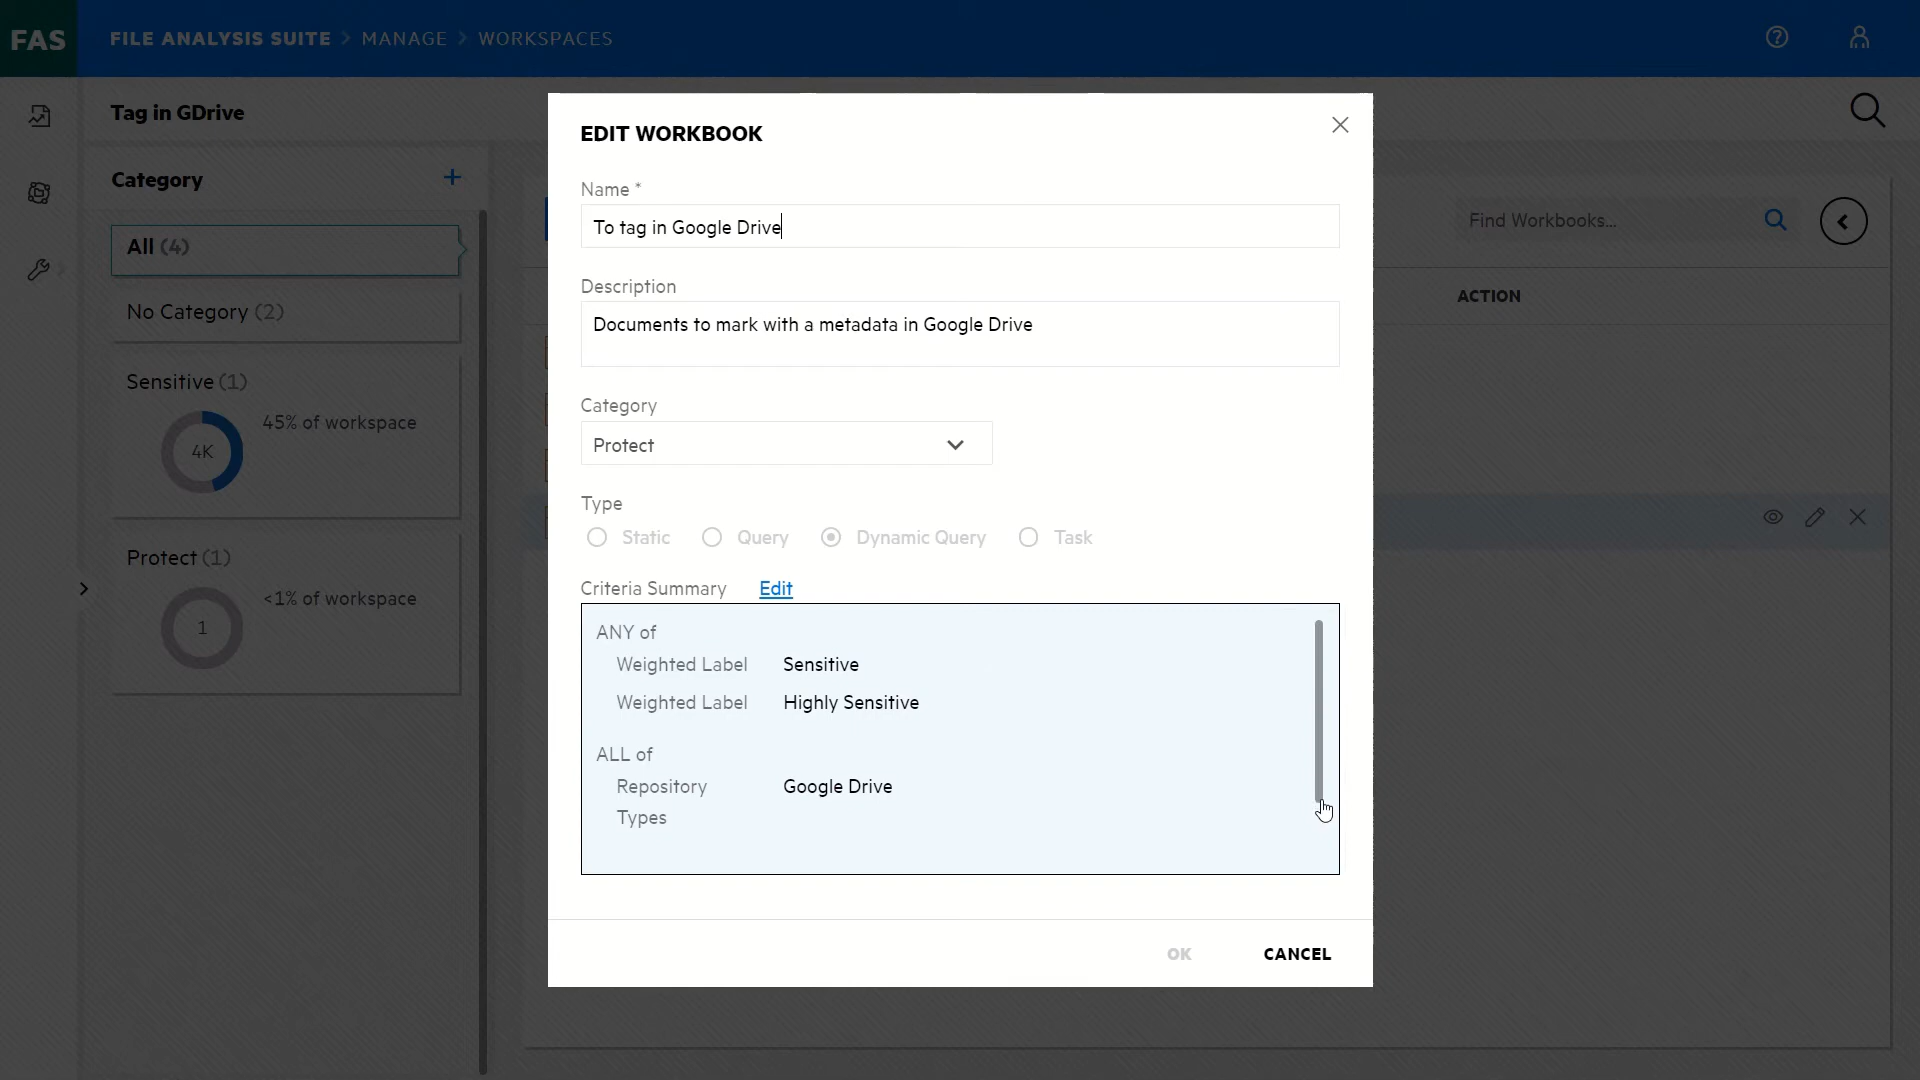 FAS
FILE ANALYSIS SUITE > MANAGE > WORKSPACES
Tag in GDrive
Category
All (4)
No Category (2)
Sensitive (1)
45% of workspace
4K
Protect (1)
<1% of workspace
1
Find Workbooks...
ACTION
EDIT WORKBOOK
Name *
To tag in Google Drive
Description
Documents to mark with a metadata in Google Drive
Category
Protect
Type
Static Query Dynamic Query Task
Criteria Summary Edit
ANY of
Weighted Label Sensitive
Weighted Label Highly Sensitive
ALL of
Repository Google Drive
Types
OK CANCEL